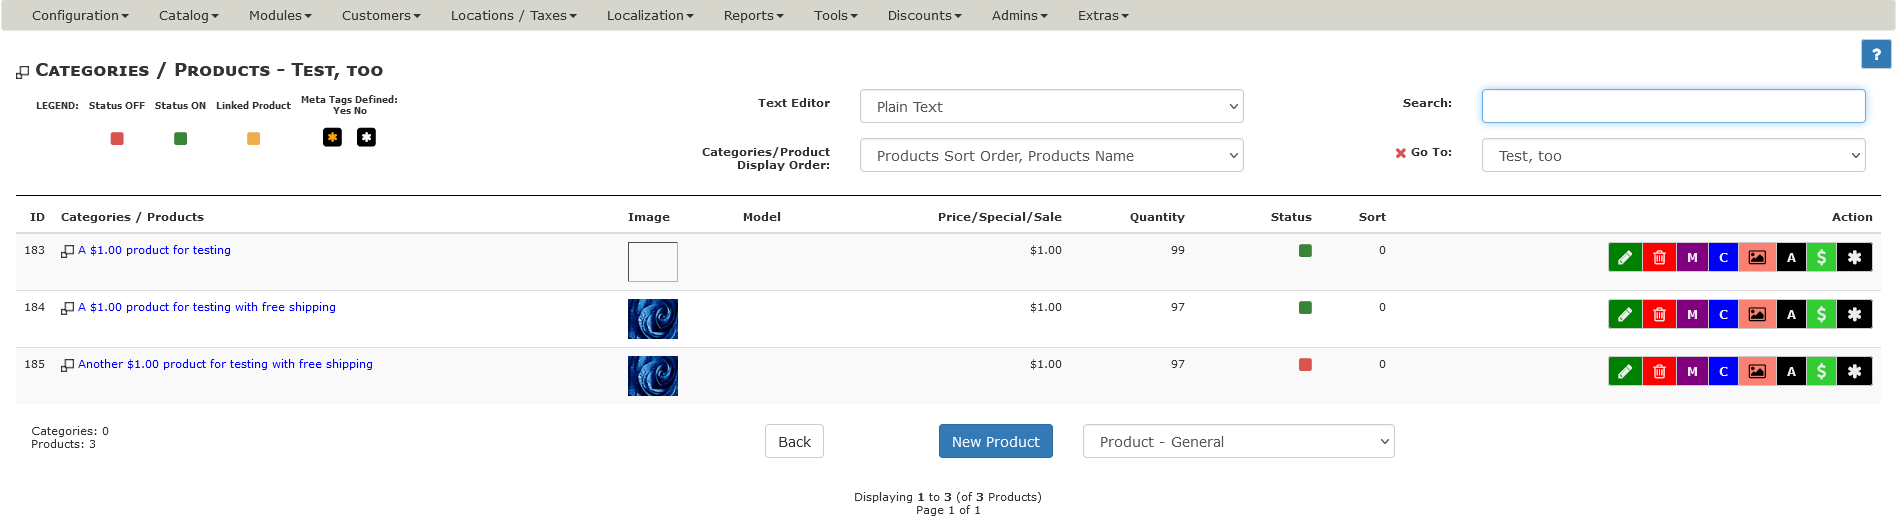 Configuration Catalog Modules Customers Locations / Taxes Localization Reports Tools Discounts Admins Extras
?
Categories / Products - Test, too
LEGEND: Status OFF Status ON Linked Product Meta Tags Defined:
Yes No
Text Editor Plain Text
Search:
Categories/Product
Display Order: Products Sort Order, Products Name
Go To: Test, too
ID Categories / Products Image Model Price/Special/Sale Quantity Status Sort Action
183 A $1.00 product for testing $1.00 99 0 M C A $
184 A $1.00 product for testing with free shipping $1.00 97 0 M C A $
185 Another $1.00 product for testing with free shipping $1.00 97 0 M C A $
Categories: 0
Products: 3
Back New Product Product - General
Displaying 1 to 3 (of 3 Products)
Page 1 of 1